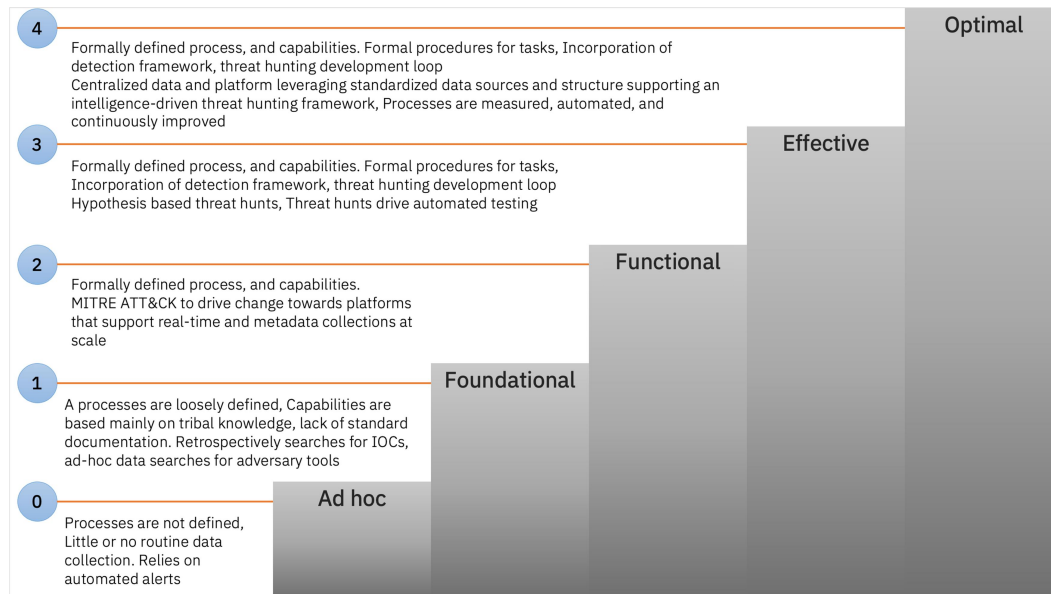 4
Optimal
Formally defined process, and capabilities. Formal procedures for tasks, Incorporation of
detection framework, threat hunting development loop
Centralized data and platform leveraging standardized data sources and structure supporting an
intelligence-driven threat hunting framework, Processes are measured, automated, and
continuously improved
3
Effective
Formally defined process, and capabilities. Formal procedures for tasks,
Incorporation of detection framework, threat hunting development loop
Hypothesis based threat hunts, Threat hunts drive automated testing
2
Functional
Formally defined process, and capabilities.
MITRE ATT&CK to drive change towards platforms
that support real-time and metadata collections at
scale
1
Foundational
A processes are loosely defined, Capabilities are
based mainly on tribal knowledge, lack of standard
documentation. Retrospectively searches for IOCs,
ad-hoc data searches for adversary tools
0
Ad hoc
Processes are not defined,
Little or no routine data
collection. Relies on
automated alerts